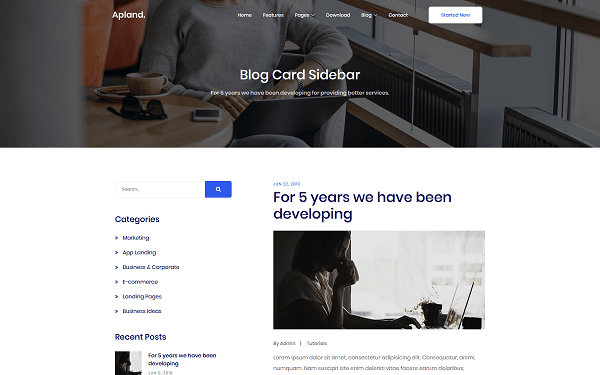 Apland.
Home Features Pages Download Blog Contact Started Now
Blog Card Sidebar
For 5 years we have been developing for providing better services.
Search...
Categories
Marketing
App Landing
Business & Corporate
E-commerce
Landing Pages
Business Ideas
Recent Posts
For 5 years we have been
developing
JUN 5, 2019
JUN 22, 2019
For 5 years we have been
developing
By Admin | Tutorials
Lorem ipsum dolor sit amet, consectetur adipisicing elit. Consequatur, animi,
numquam. Nam suscipit iste enim deleniti vitae facere earum doloribus,